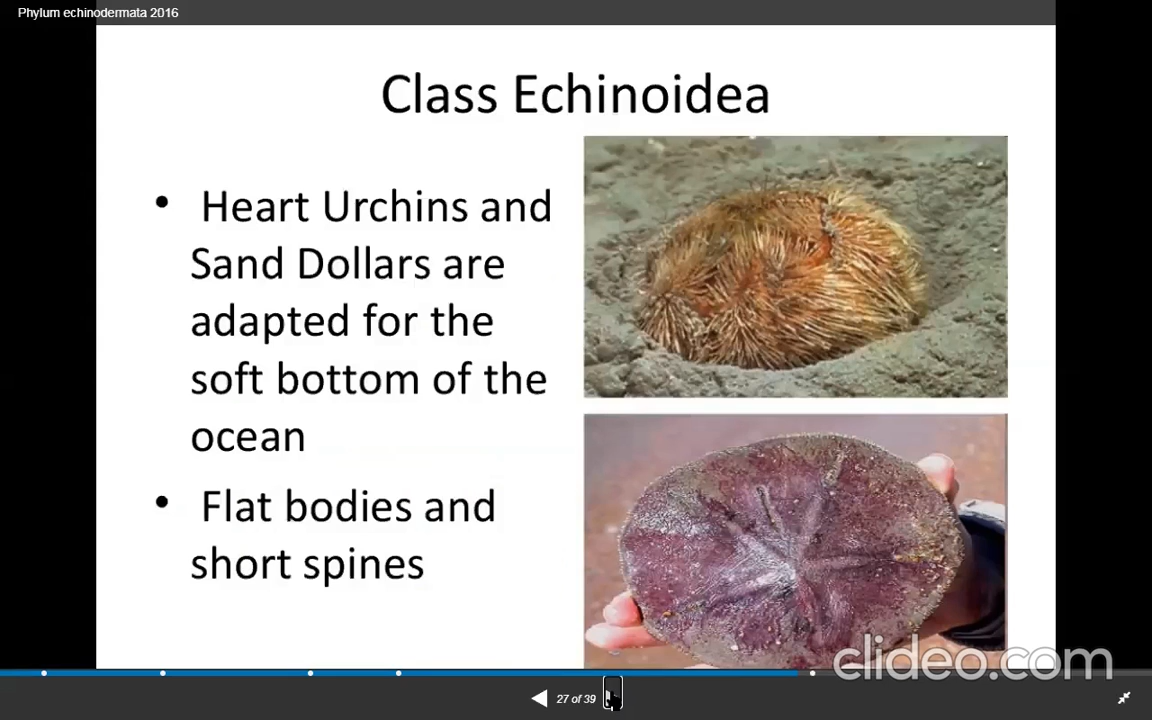 Phylum echinodermata 2016
Class Echinoidea
• Heart Urchins and
Sand Dollars are
adapted for the
soft bottom of the
ocean
• Flat bodies and
short spines
clideo.com
27 of 39